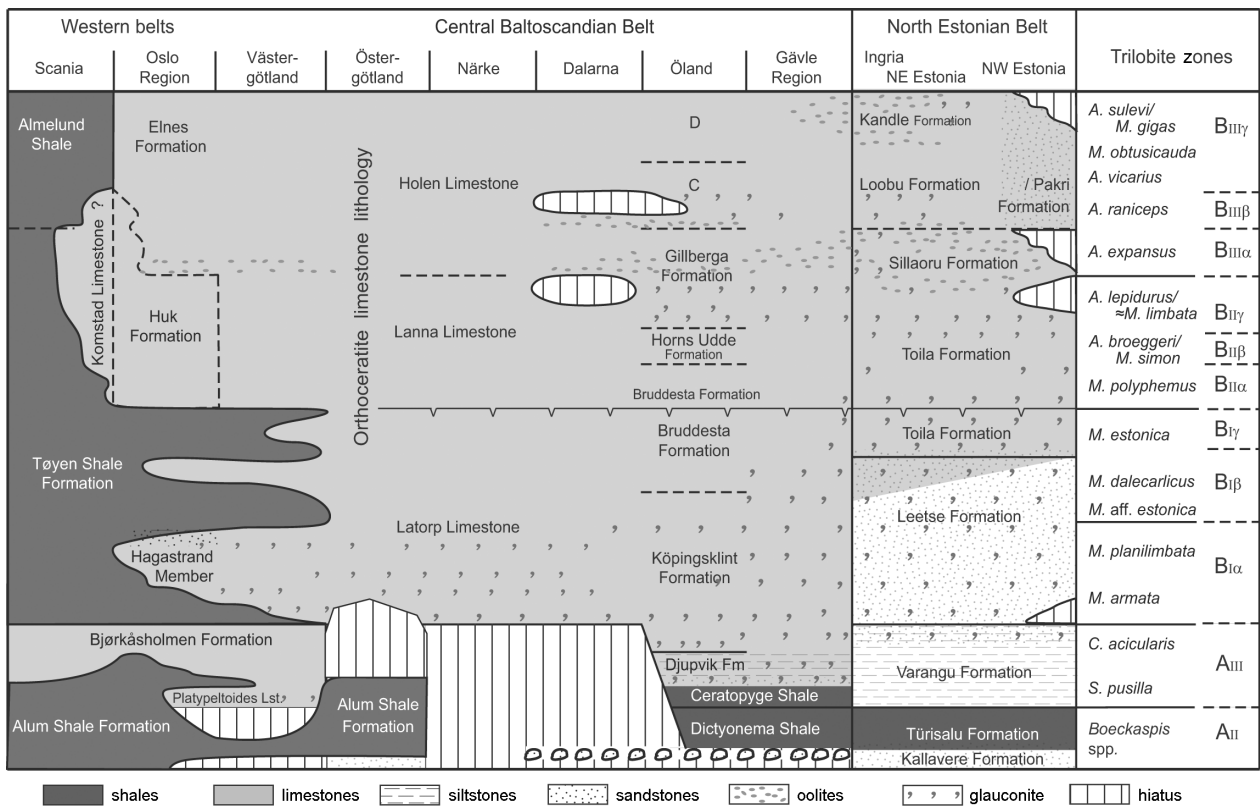 Western belts
Central Baltoscandian Belt
North Estonian Belt
Trilobite zones
Scania
Oslo
Region
Väster-
götland
Öster-
götland
Närke
Dalarna
Öland
Gävle
Region
Ingria
NE Estonia
NW Estonia
Almelund
Shale
Elnes
Formation
Komstad Limestone ?
Huk
Formation
Tøyen Shale
Formation
Hagastrand
Member
Bjørkåsholmen Formation
Platypeltoides Lst.
Alum Shale Formation
Alum Shale
Formation
Orthoceratite limestone lithology
Holen Limestone
Lanna Limestone
Latorp Limestone
D
C
Gillberga
Formation
Horns Udde
Formation
Bruddesta Formation
Bruddesta
Formation
Köpingsklint
Formation
Djupvik Fm
Ceratopyge Shale
Dictyonema Shale
Kandle Formation
Loobu Formation
/ Pakri
Formation
Sillaoru Formation
Toila Formation
Toila Formation
Leetse Formation
Varangu Formation
Türisalu Formation
Kallavere Formation
A. sulevi/
M. gigas
BIIIγ
M. obtusicauda
A. vicarius
A. raniceps
BIIIβ
A. expansus
BIIIα
A. lepidurus/
≈M. limbata
BIIγ
A. broeggeri/
M. simon
BIIβ
M. polyphemus
BIIα
M. estonica
BIγ
M. dalecarlicus
BIβ
M. aff. estonica
M. planilimbata
BIα
M. armata
C. acicularis
AIII
S. pusilla
Boeckaspis
spp.
AII
shales
limestones
siltstones
sandstones
oolites
glauconite
hiatus